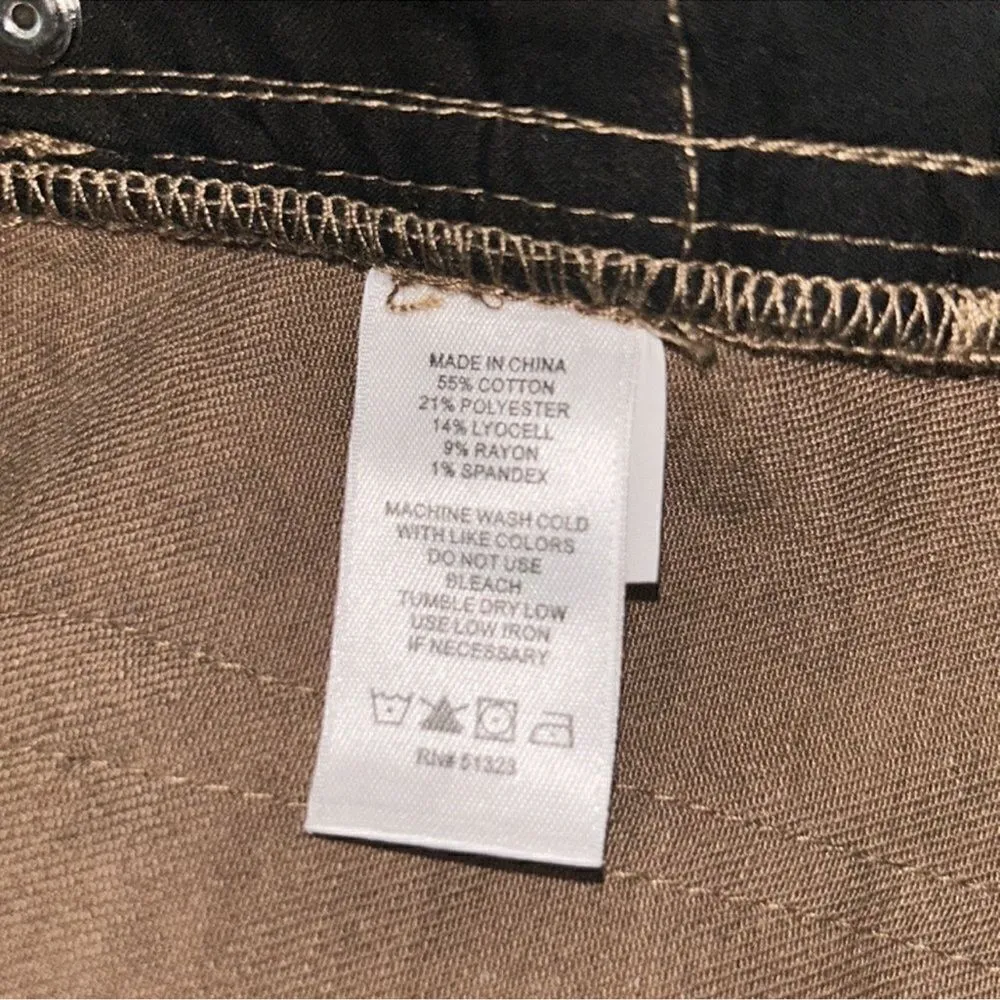 MADE IN CHINA
55% COTTON
21% POLYESTER
14% LYOCELL
9% RAYON
1% SPANDEX
MACHINE WASH COLD
WITH LIKE COLORS
DO NOT USE
BLEACH
TUMBLE DRY LOW
USE LOW IRON
IF NECESSARY
RN# 51323